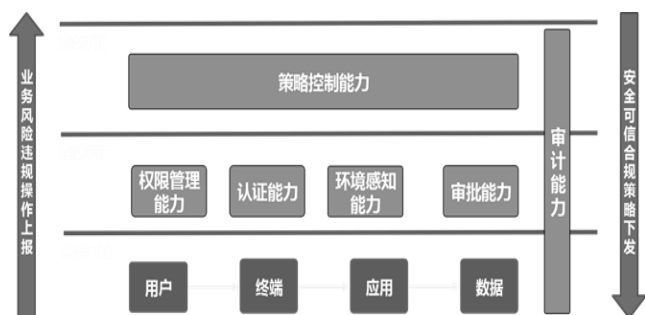 业务风险违规操作上报
策略控制能力
权限管理
能力
认证能力
环境感知
能力
审批能力
审计能力
用户
终端
应用
数据
安全可信合规策略下发